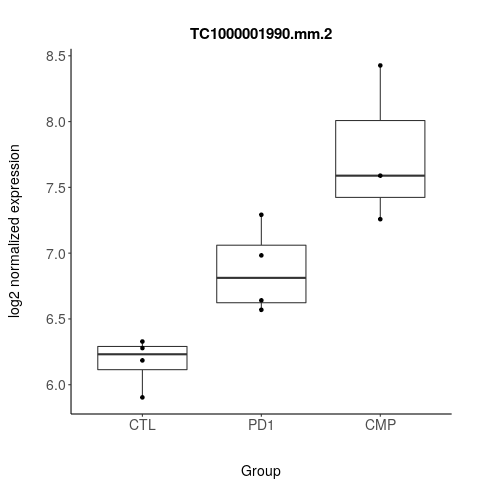 TC1000001990.mm.2
log2 normalized expression
8.5
8.0
7.5
7.0
6.5
6.0
CTL PD1 CMP
Group